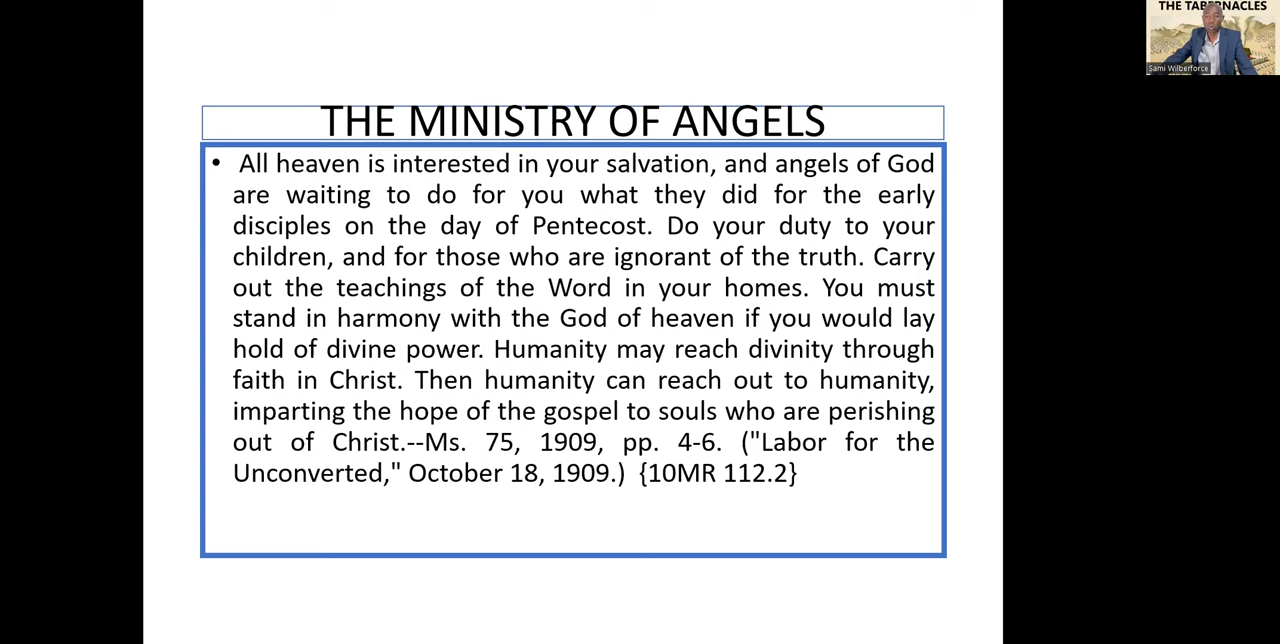 THE TABERNACLES
Sami Wilberforce
THE MINISTRY OF ANGELS
• All heaven is interested in your salvation, and angels of God
are waiting to do for you what they did for the early
disciples on the day of Pentecost. Do your duty to your
children, and for those who are ignorant of the truth. Carry
out the teachings of the Word in your homes. You must
stand in harmony with the God of heaven if you would lay
hold of divine power. Humanity may reach divinity through
faith in Christ. Then humanity can reach out to humanity,
imparting the hope of the gospel to souls who are perishing
out of Christ.--Ms. 75, 1909, pp. 4-6. ("Labor for the
Unconverted," October 18, 1909.) {10MR 112.2}